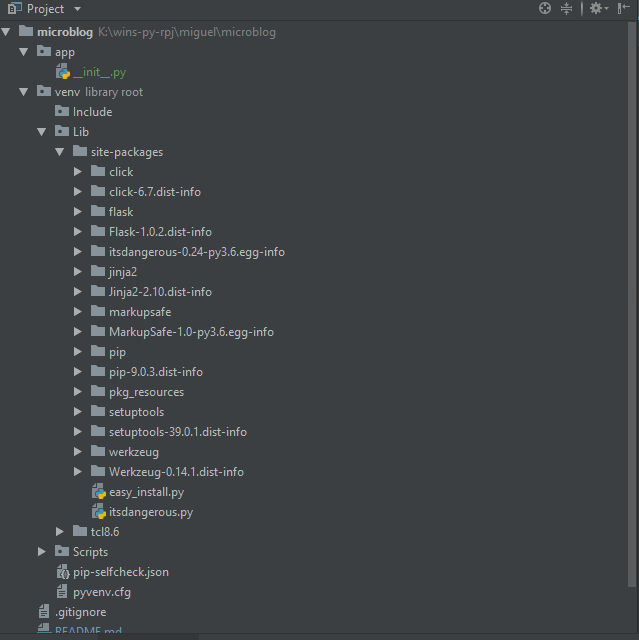 Project
microblog K:\wins-py-rpj\miguel\microblog
app
__init__.py
venv library root
Include
Lib
site-packages
click
click-6.7.dist-info
flask
Flask-1.0.2.dist-info
itsdangerous-0.24-py3.6.egg-info
jinja2
Jinja2-2.10.dist-info
markupsafe
MarkupSafe-1.0-py3.6.egg-info
pip
pip-9.0.3.dist-info
pkg_resources
setuptools
setuptools-39.0.1.dist-info
werkzeug
Werkzeug-0.14.1.dist-info
easy_install.py
itsdangerous.py
tcl8.6
Scripts
pip-selfcheck.json
pyvenv.cfg
.gitignore
README.md